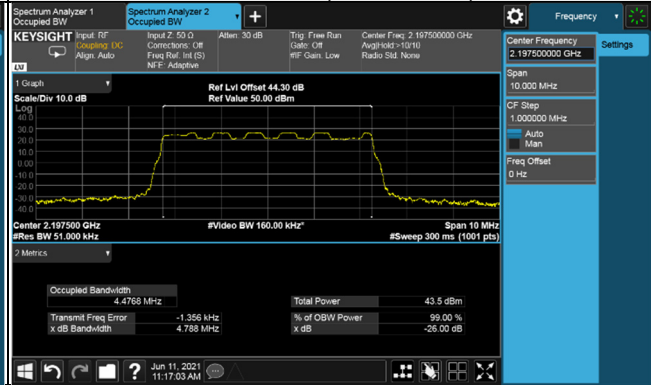 Spectrum Analyzer 1
Occupied BW
Spectrum Analyzer 2
Occupied BW
Frequency
KEYSIGHT
Input: RF
Coupling: DC
Align: Auto
Input Z: 50 Ω
Corrections: Off
Freq Ref: Int (S)
NFE: Adaptive
Atten: 30 dB
Trig: Free Run
Gate: Off
#IF Gain: Low
Center Freq: 2.197500000 GHz
Avg|Hold:>10/10
Radio Std: None
LXI
Center Frequency
2.197500000 GHz
Settings
Span
10.000 MHz
CF Step
1.000000 MHz
Auto
Man
Freq Offset
0 Hz
1 Graph
Scale/Div 10.0 dB
Ref Lvl Offset 44.30 dB
Ref Value 50.00 dBm
Log
40.0
30.0
20.0
10.0
0.00
-10.0
-20.0
-30.0
-40.0
Center 2.197500 GHz
#Res BW 51.000 kHz
#Video BW 160.00 kHz*
Span 10 MHz
#Sweep 300 ms (1001 pts)
2 Metrics
Occupied Bandwidth
4.4768 MHz
Total Power
43.5 dBm
Transmit Freq Error
-1.356 kHz
% of OBW Power
99.00 %
x dB Bandwidth
4.788 MHz
x dB
-26.00 dB
Jun 11, 2021
11:17:03 AM